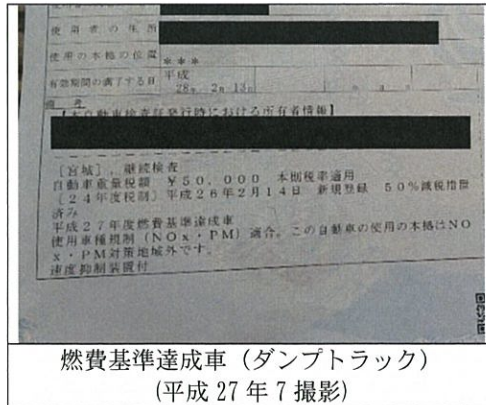 使用者の住所
使用の本拠の位置 ***
有効期間の満了する日 平成 28年 2月 13日
備考
【本自動車検査証発行時における所有者情報】
［宮城］，継続検査
自動車重量税額 ￥50,000 本則税率適用
［24年度税制］平成26年2月14日 新規登録 50%減税措置
済み
平成27年度燃費基準達成車
使用車種規制（NOx・PM）適合。この自動車の使用の本拠はNO
x・PM対策地域外です。
速度抑制装置付
燃費基準達成車（ダンプトラック）
(平成 27 年 7 撮影)